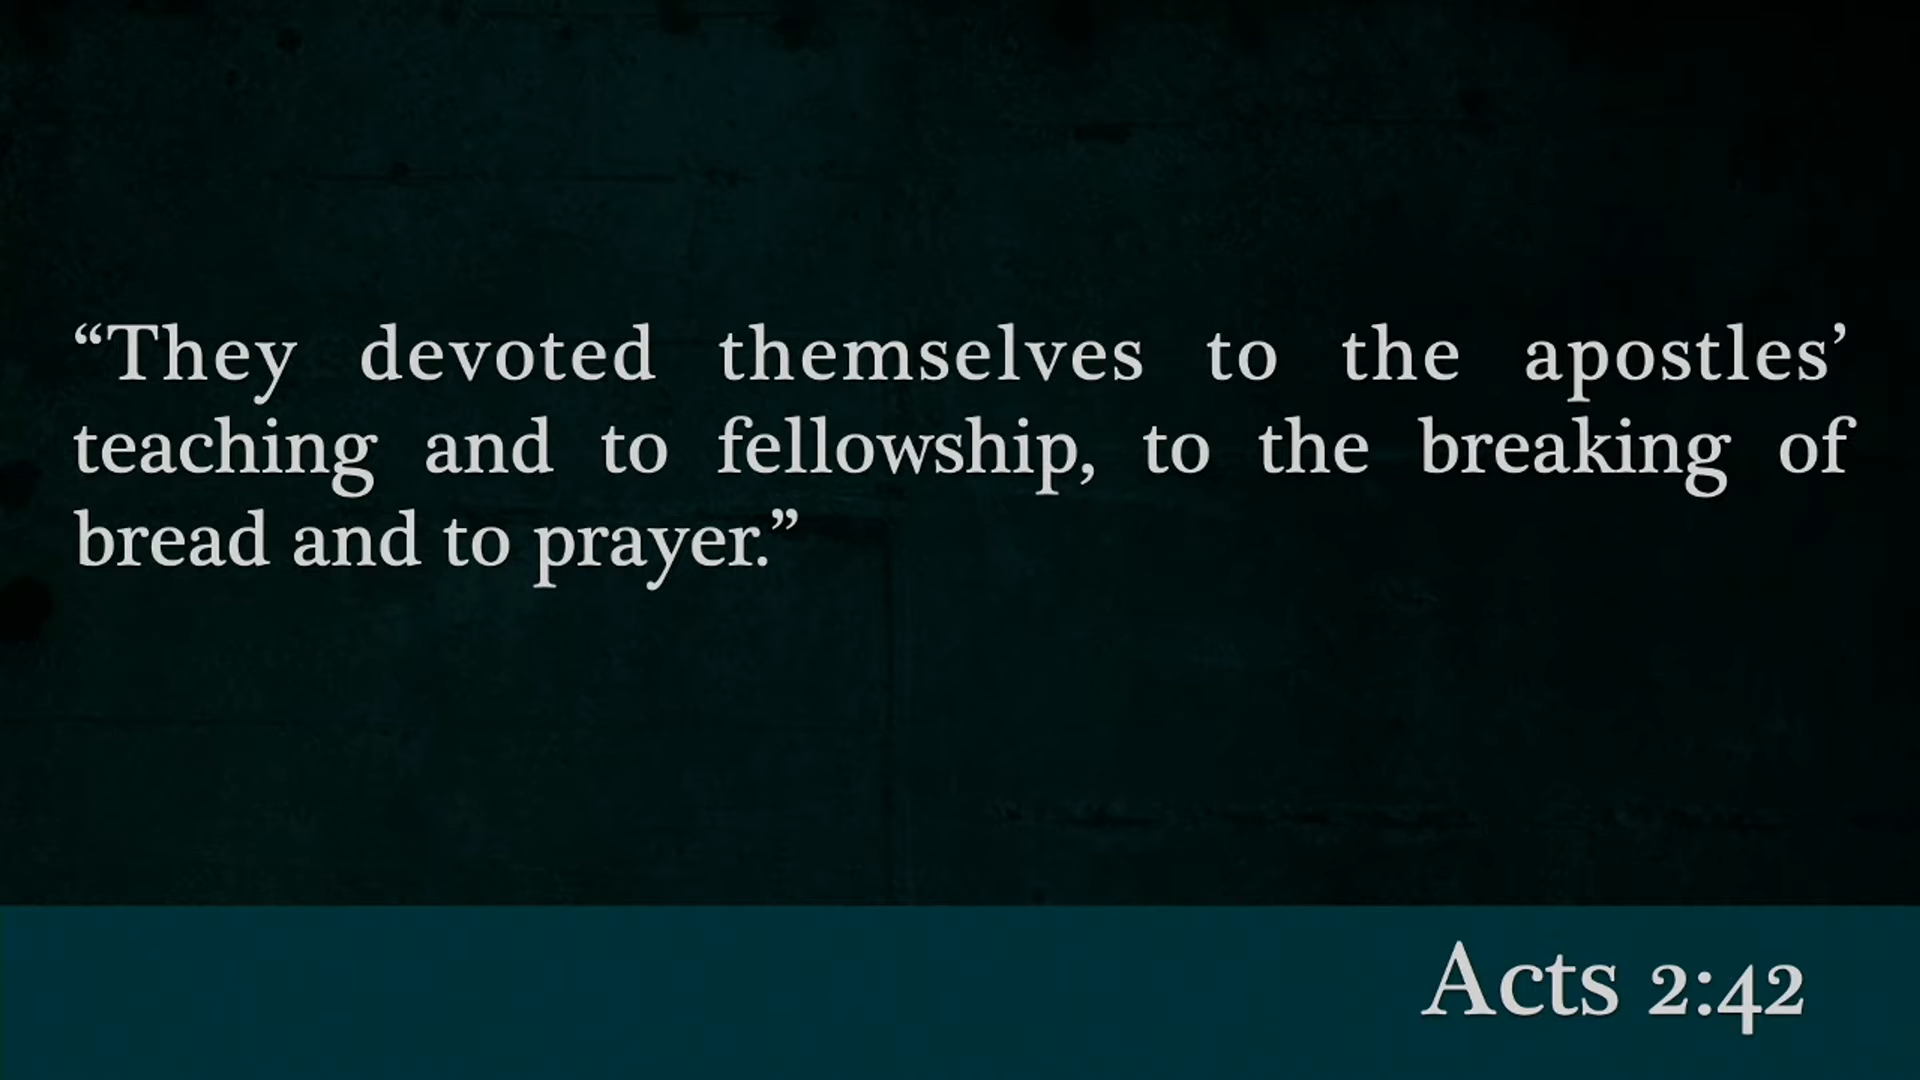 “They devoted themselves to the apostles’
teaching and to fellowship, to the breaking of
bread and to prayer.”
Acts 2:42